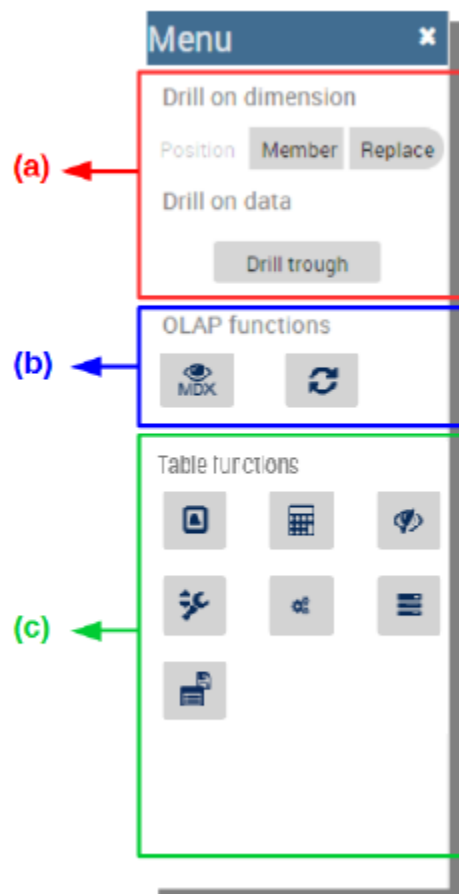 Menu ✖
Drill on dimension
Position Member Replace
(a)
Drill on data
Drill trough
OLAP functions
(b)
MDX
Table functions
(c)